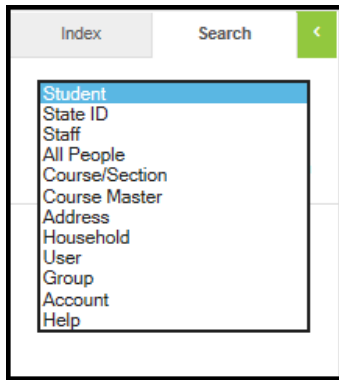 Index Search <
Student
State ID
Staff
All People
Course/Section
Course Master
Address
Household
User
Group
Account
Help